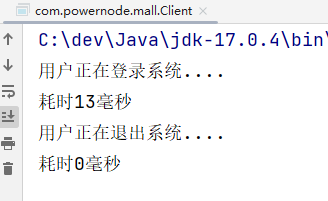 com.powernode.mall.Client ×
C:\dev\Java\jdk-17.0.4\bin\
用户正在登录系统....
耗时13毫秒
用户正在退出系统....
耗时0毫秒